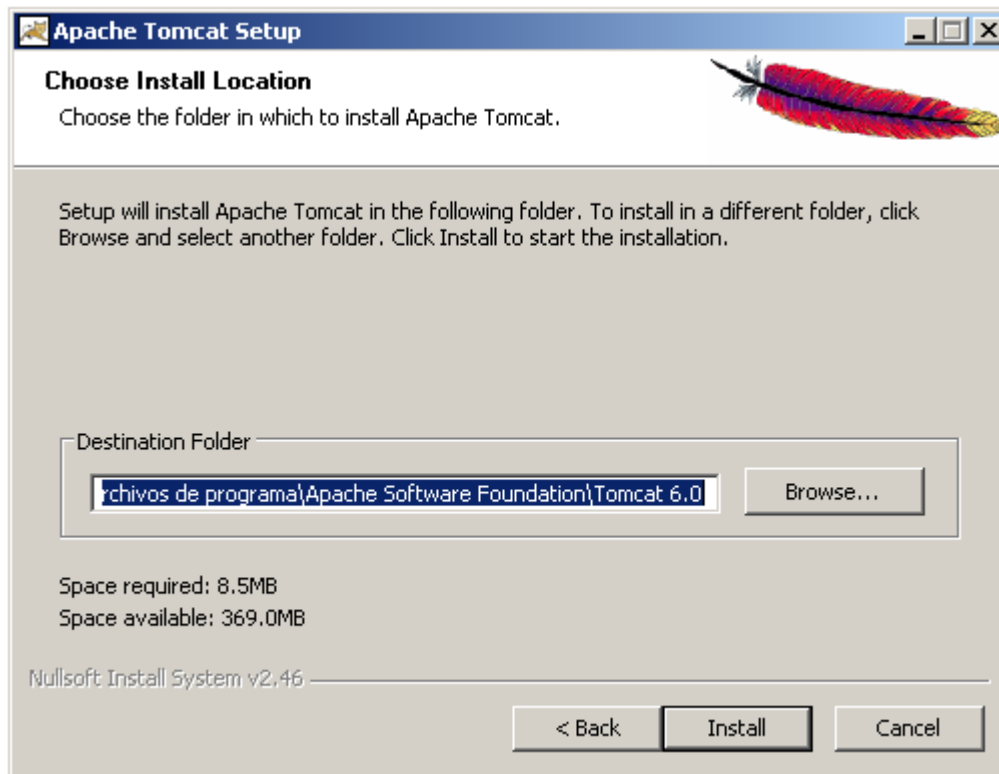 Apache Tomcat Setup
Choose Install Location
Choose the folder in which to install Apache Tomcat.
Setup will install Apache Tomcat in the following folder. To install in a different folder, click
Browse and select another folder. Click Install to start the installation.
Destination Folder
rchivos de programa\Apache Software Foundation\Tomcat 6.0
Browse...
Space required: 8.5MB
Space available: 369.0MB
Nullsoft Install System v2.46
< Back
Install
Cancel